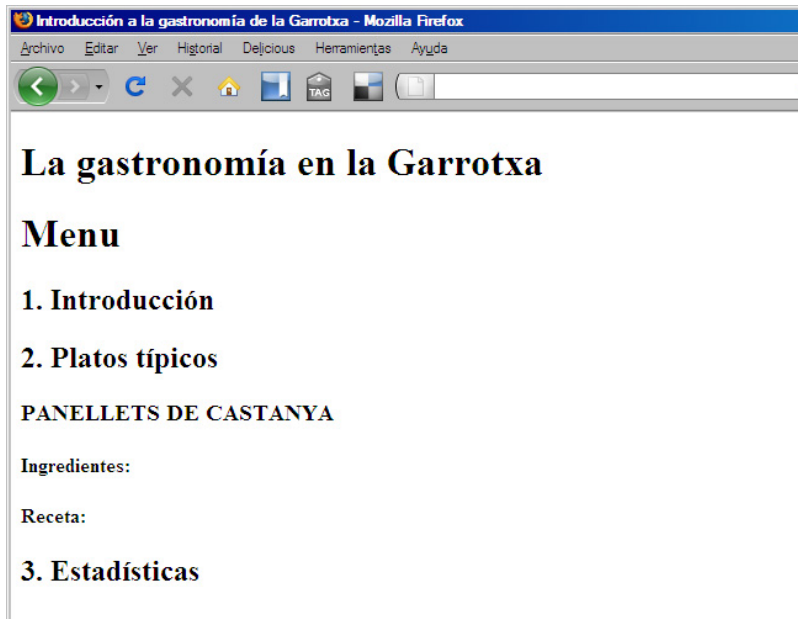 Introducción a la gastronomía de la Garrotxa - Mozilla Firefox
Archivo Editar Ver Historial Delicious Herramientas Ayuda
TAG
La gastronomía en la Garrotxa
Menu
1. Introducción
2. Platos típicos
PANELLETS DE CASTANYA
Ingredientes:
Receta:
3. Estadísticas